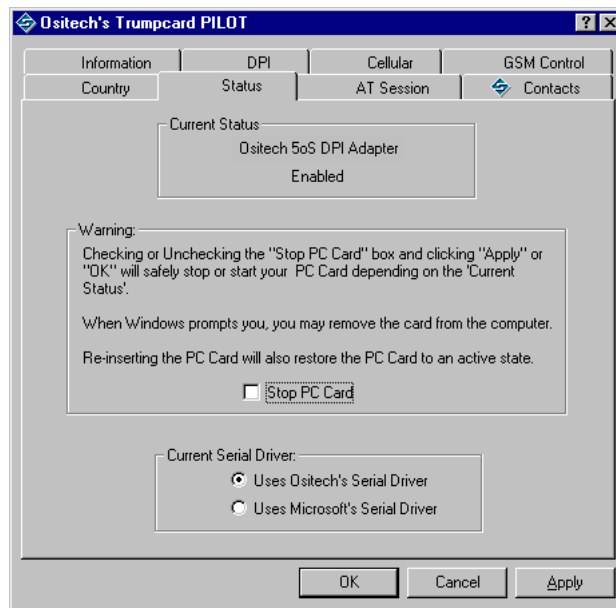 Ositech's Trumpcard PILOT
Information DPI Cellular GSM Control
Country Status AT Session Contacts
Current Status
Ositech 5oS DPI Adapter
Enabled
Warning:
Checking or Unchecking the "Stop PC Card" box and clicking "Apply" or
"OK" will safely stop or start your PC Card depending on the 'Current
Status'.
When Windows prompts you, you may remove the card from the computer.
Re-inserting the PC Card will also restore the PC Card to an active state.
Stop PC Card
Current Serial Driver:
Uses Ositech's Serial Driver
Uses Microsoft's Serial Driver
OK Cancel Apply